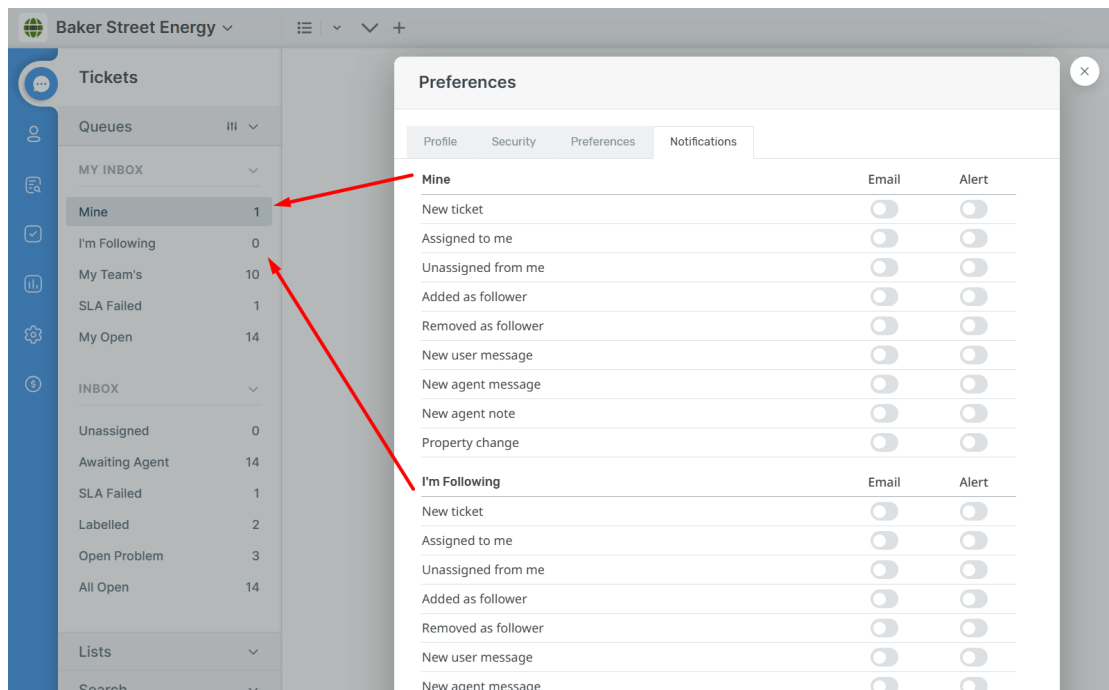 Baker Street Energy
Tickets
Queues
MY INBOX
Mine 1
I'm Following 0
My Team's 10
SLA Failed 1
My Open 14
INBOX
Unassigned 0
Awaiting Agent 14
SLA Failed 1
Labelled 2
Open Problem 3
All Open 14
Lists
Search
Preferences
Profile Security Preferences Notifications
Mine Email Alert
New ticket
Assigned to me
Unassigned from me
Added as follower
Removed as follower
New user message
New agent message
New agent note
Property change
I'm Following Email Alert
New ticket
Assigned to me
Unassigned from me
Added as follower
Removed as follower
New user message
New agent message